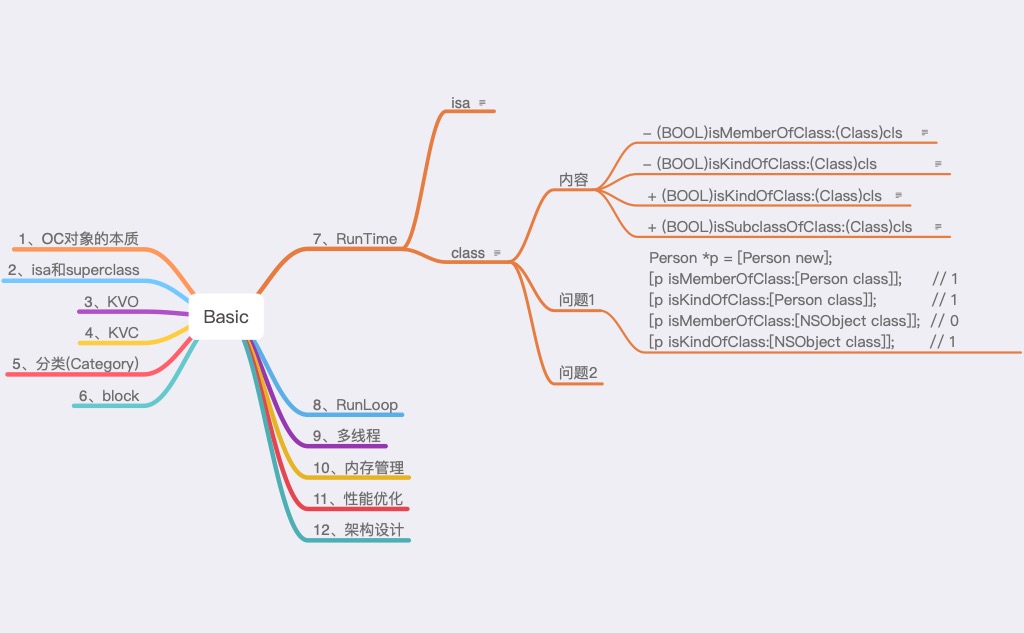 Basic
1、OC对象的本质
2、isa和superclass
3、KVO
4、KVC
5、分类(Category)
6、block
7、RunTime
isa
class
内容
- (BOOL)isMemberOfClass:(Class)cls
- (BOOL)isKindOfClass:(Class)cls
+ (BOOL)isKindOfClass:(Class)cls
+ (BOOL)isSubclassOfClass:(Class)cls
问题1
Person *p = [Person new];
[p isMemberOfClass:[Person class]]; // 1
[p isKindOfClass:[Person class]]; // 1
[p isMemberOfClass:[NSObject class]]; // 0
[p isKindOfClass:[NSObject class]]; // 1
问题2
8、RunLoop
9、多线程
10、内存管理
11、性能优化
12、架构设计